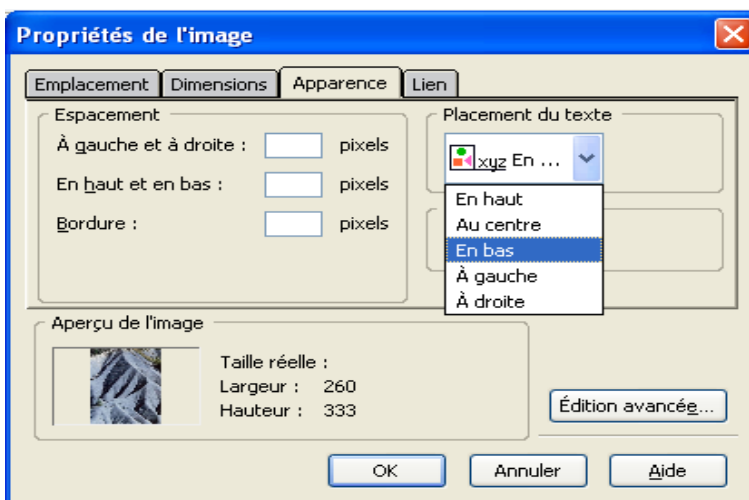 Propriétés de l'image
Emplacement Dimensions Apparence Lien
Espacement
À gauche et à droite : pixels
En haut et en bas : pixels
Bordure : pixels
Placement du texte
xyz En ...
En haut
Au centre
En bas
À gauche
À droite
Aperçu de l'image
Taille réelle :
Largeur : 260
Hauteur : 333
Édition avancée...
OK Annuler Aide